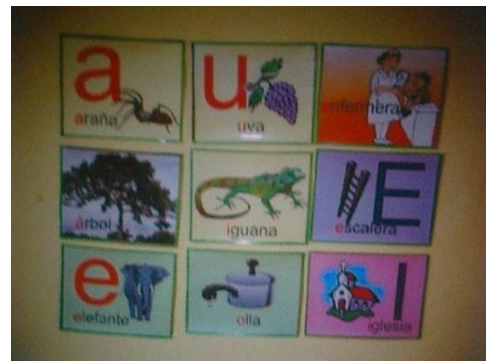 a
araña
u
uva
enfermera
árbol
iguana
E
escalera
e
elefante
olla
I
iglesia